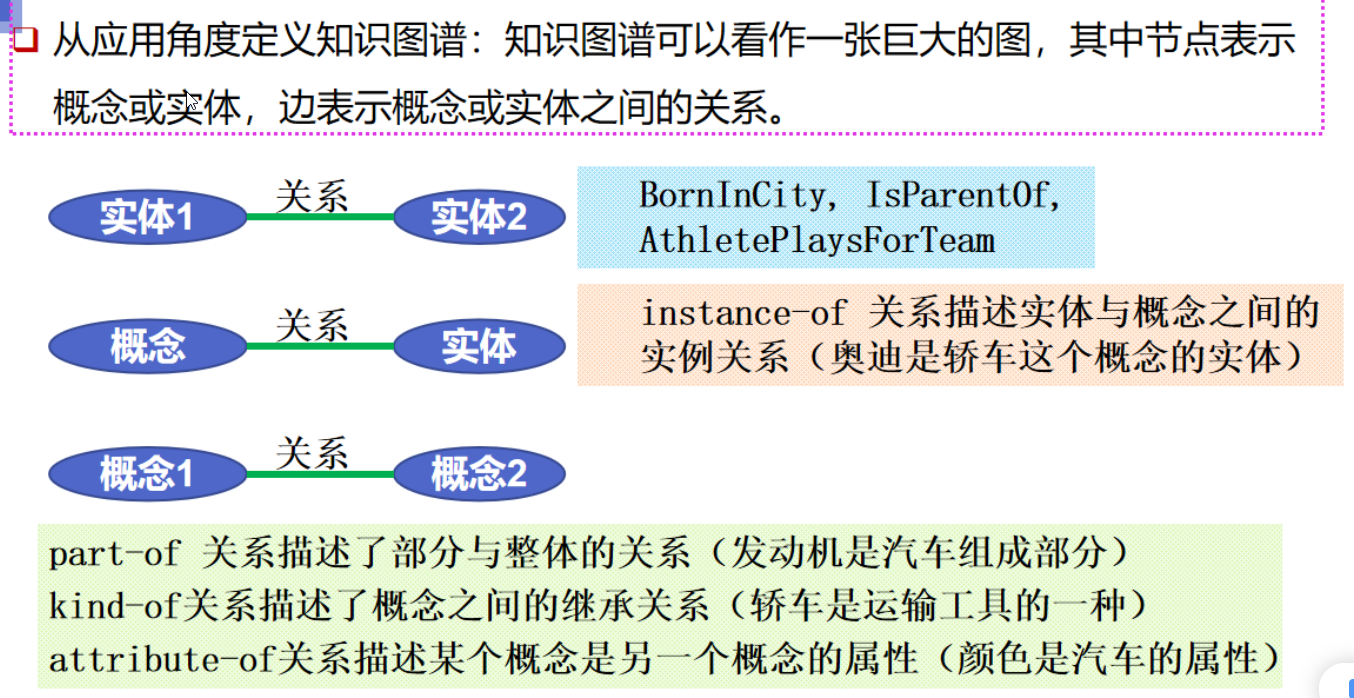 从应用角度定义知识图谱：知识图谱可以看作一张巨大的图，其中节点表示
概念或实体，边表示概念或实体之间的关系。
实体1
关系
实体2
BornInCity, IsParentOf,
AthletePlaysForTeam
概念
关系
实体
instance-of 关系描述实体与概念之间的
实例关系（奥迪是轿车这个概念的实体）
概念1
关系
概念2
part-of 关系描述了部分与整体的关系（发动机是汽车组成部分）
kind-of关系描述了概念之间的继承关系（轿车是运输工具的一种）
attribute-of关系描述某个概念是另一个概念的属性（颜色是汽车的属性）